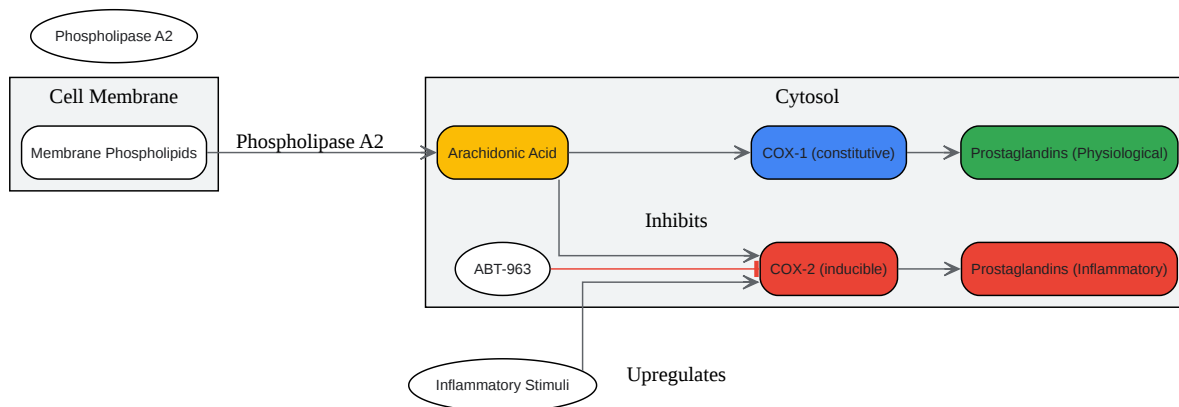 Phospholipase A2
Cell Membrane
Cytosol
Membrane Phospholipids
Phospholipase A2
Arachidonic Acid
COX-1 (constitutive)
Prostaglandins (Physiological)
Inhibits
ABT-963
COX-2 (inducible)
Prostaglandins (Inflammatory)
Inflammatory Stimuli
Upregulates